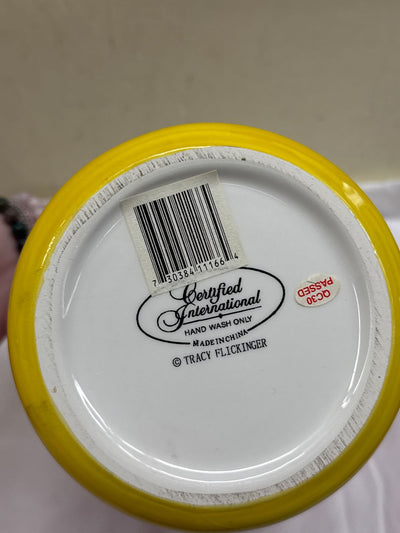 7 30384 11166 4
Certified
International
HAND WASH ONLY
MADE IN CHINA
© TRACY FLICKINGER
QC30
PASSED